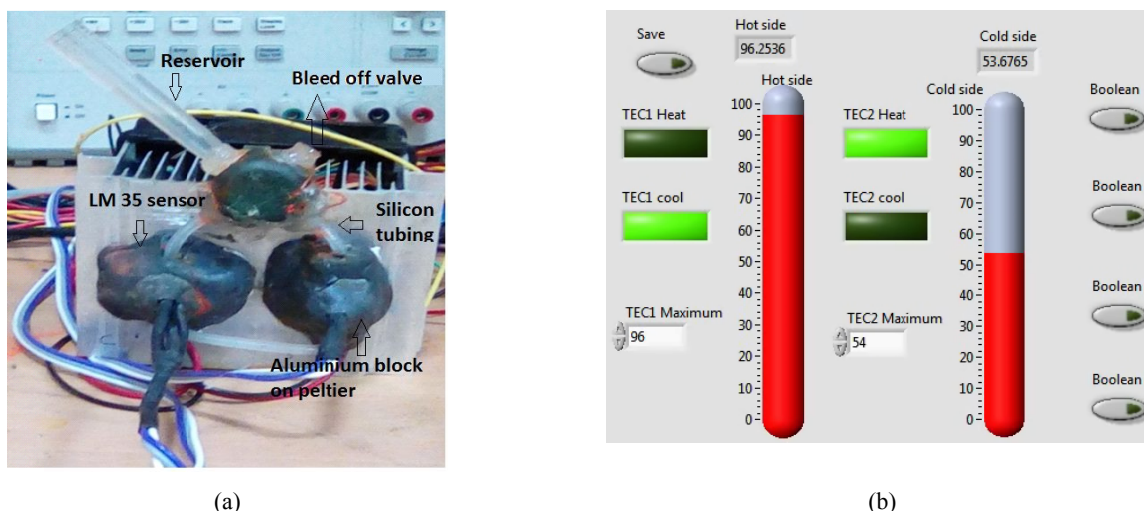 Reservoir
Bleed off valve
LM 35 sensor
Silicon
tubing
Aluminium block
on peltier
(a)
Save
Hot side
96.2536
Cold side
53.6765
Hot side
Cold side
Boolean
TEC1 Heat
TEC2 Heat
TEC1 cool
TEC2 cool
Boolean
Boolean
Boolean
TEC1 Maximum
96
TEC2 Maximum
54
100
90
80
70
60
50
40
30
20
10
0
100
90
80
70
60
50
40
30
20
10
0
(b)